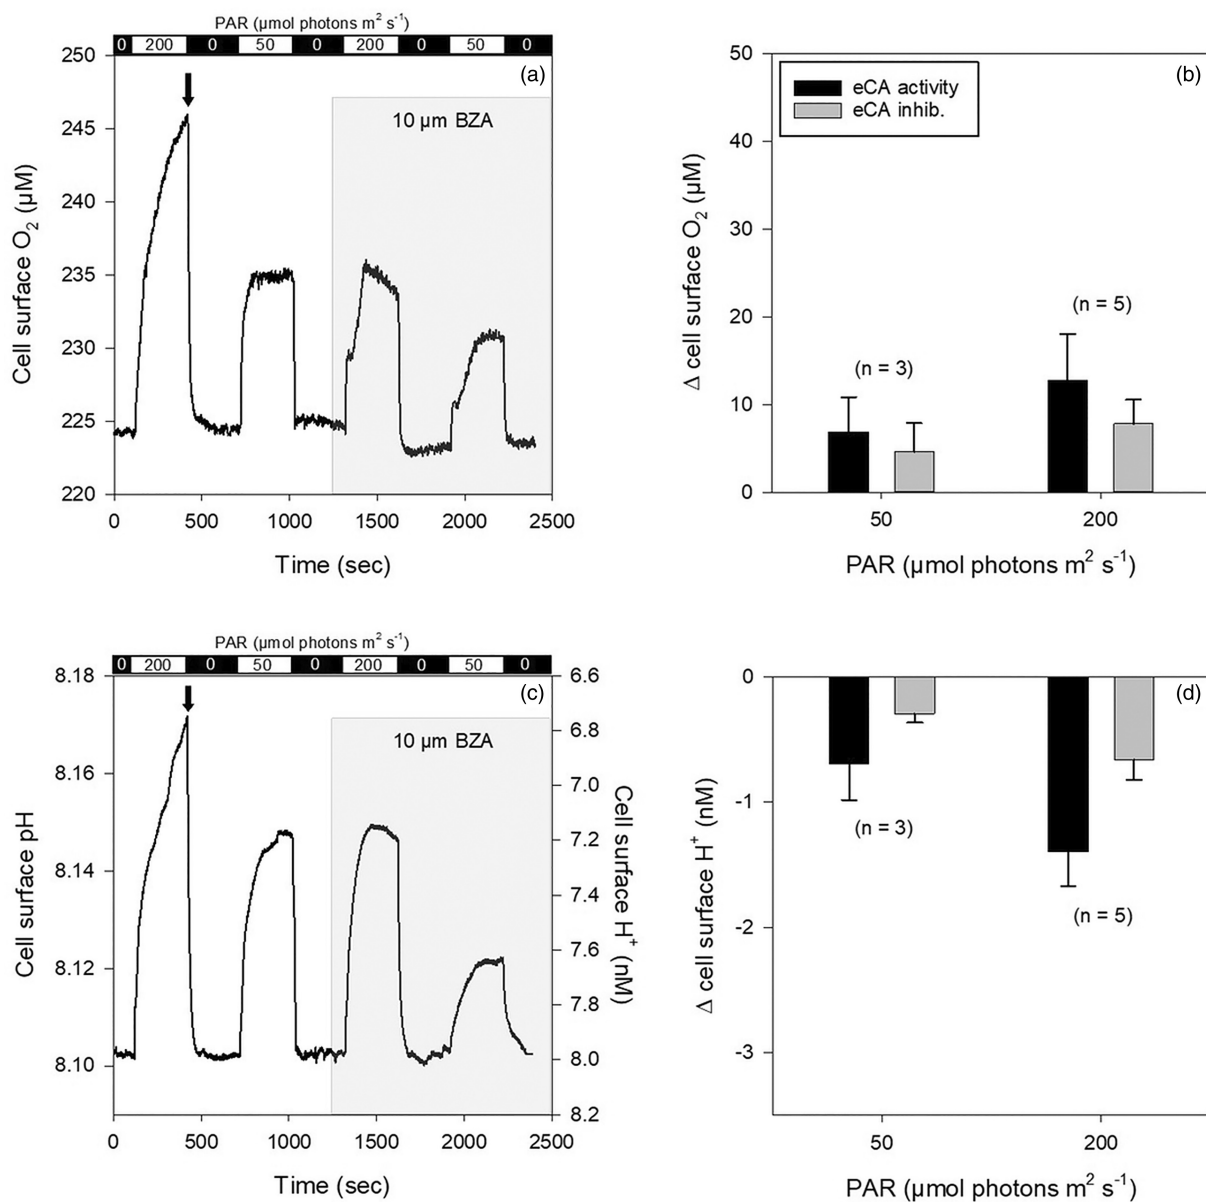 PAR (µmol photons m² s⁻¹)
0 200 0 50 0 200 0 50 0
250
245
240
235
230
225
220
Cell surface O₂ (µM)
(a)
10 µm BZA
0 500 1000 1500 2000 2500
Time (sec)
50
40
30
20
10
0
Δ cell surface O₂ (µM)
(b)
eCA activity
eCA inhib.
(n = 3)
(n = 5)
50 200
PAR (µmol photons m² s⁻¹)
PAR (µmol photons m² s⁻¹)
0 200 0 50 0 200 0 50 0
8.18
8.16
8.14
8.12
8.10
Cell surface pH
(c)
10 µm BZA
6.6
6.8
7.0
7.2
7.4
7.6
7.8
8.0
8.2
Cell surface H⁺ (nM)
0 500 1000 1500 2000 2500
Time (sec)
0
-1
-2
-3
Δ cell surface H⁺ (nM)
(d)
(n = 3)
(n = 5)
50 200
PAR (µmol photons m² s⁻¹)